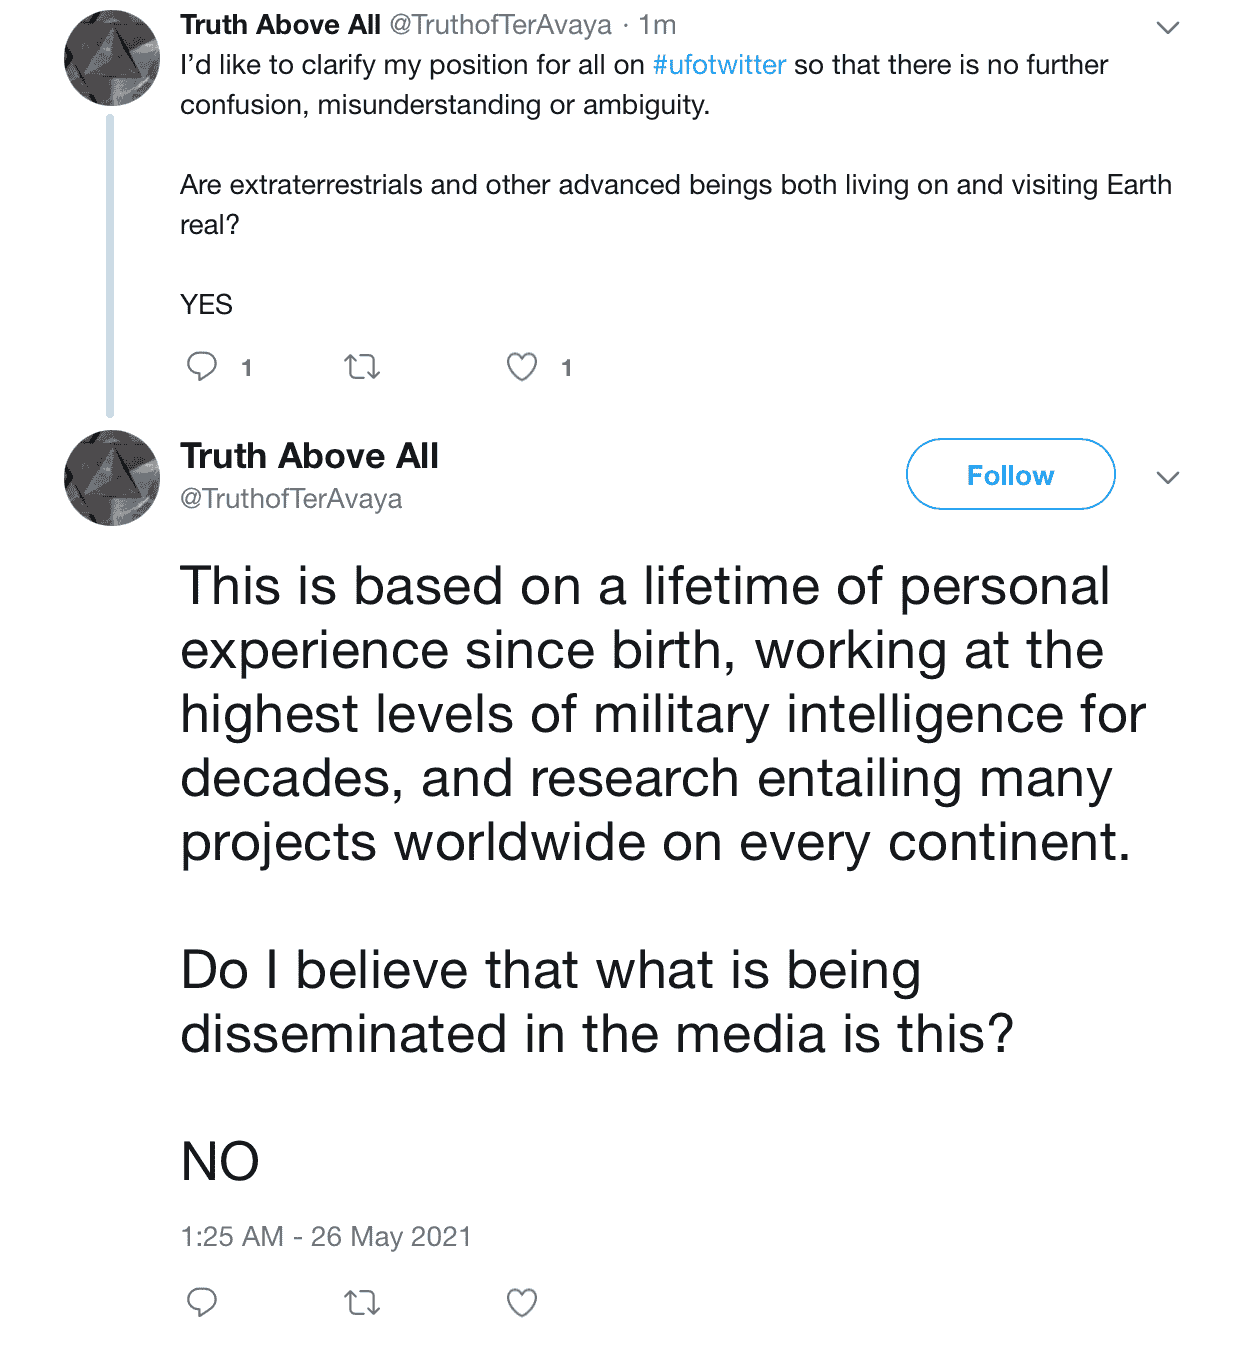 Truth Above All @TruthofTerAvaya · 1m
I’d like to clarify my position for all on #ufotwitter so that there is no further
confusion, misunderstanding or ambiguity.
Are extraterrestrials and other advanced beings both living on and visiting Earth
real?
YES
1 1
Truth Above All
@TruthofTerAvaya
Follow
This is based on a lifetime of personal
experience since birth, working at the
highest levels of military intelligence for
decades, and research entailing many
projects worldwide on every continent.
Do I believe that what is being
disseminated in the media is this?
NO
1:25 AM - 26 May 2021